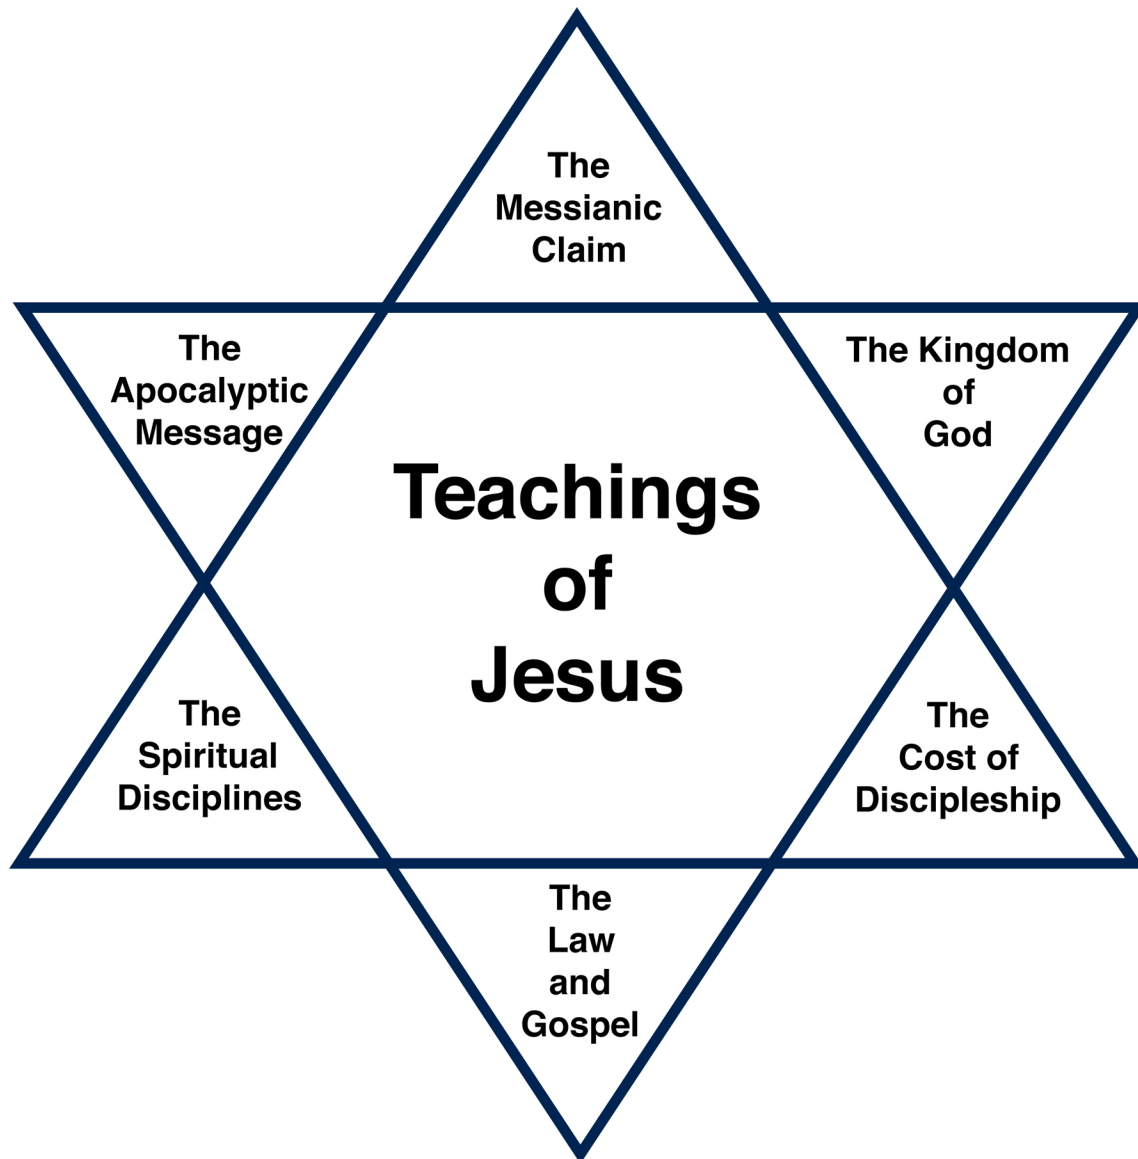 The
Messianic
Claim
The
Apocalyptic
Message
The Kingdom
of
God
Teachings
of
Jesus
The
Spiritual
Disciplines
The
Cost of
Discipleship
The
Law
and
Gospel